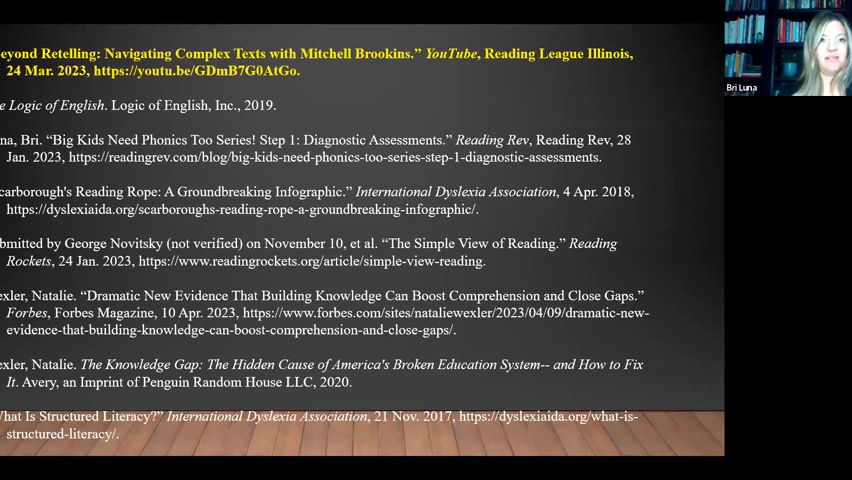 eyond Retelling: Navigating Complex Texts with Mitchell Brookins.” YouTube, Reading League Illinois,
24 Mar. 2023, https://youtu.be/GDmB7G0AtGo.
e Logic of English. Logic of English, Inc., 2019.
na, Bri. “Big Kids Need Phonics Too Series! Step 1: Diagnostic Assessments.” Reading Rev, Reading Rev, 28
Jan. 2023, https://readingrev.com/blog/big-kids-need-phonics-too-series-step-1-diagnostic-assessments.
carborough's Reading Rope: A Groundbreaking Infographic.” International Dyslexia Association, 4 Apr. 2018,
https://dyslexiaida.org/scarboroughs-reading-rope-a-groundbreaking-infographic/.
bmitted by George Novitsky (not verified) on November 10, et al. “The Simple View of Reading.” Reading
Rockets, 24 Jan. 2023, https://www.readingrockets.org/article/simple-view-reading.
exler, Natalie. “Dramatic New Evidence That Building Knowledge Can Boost Comprehension and Close Gaps.”
Forbes, Forbes Magazine, 10 Apr. 2023, https://www.forbes.com/sites/nataliewexler/2023/04/09/dramatic-new-
evidence-that-building-knowledge-can-boost-comprehension-and-close-gaps/.
exler, Natalie. The Knowledge Gap: The Hidden Cause of America's Broken Education System-- and How to Fix
It. Avery, an Imprint of Penguin Random House LLC, 2020.
hat Is Structured Literacy?” International Dyslexia Association, 21 Nov. 2017, https://dyslexiaida.org/what-is-
structured-literacy/.
Bri Luna